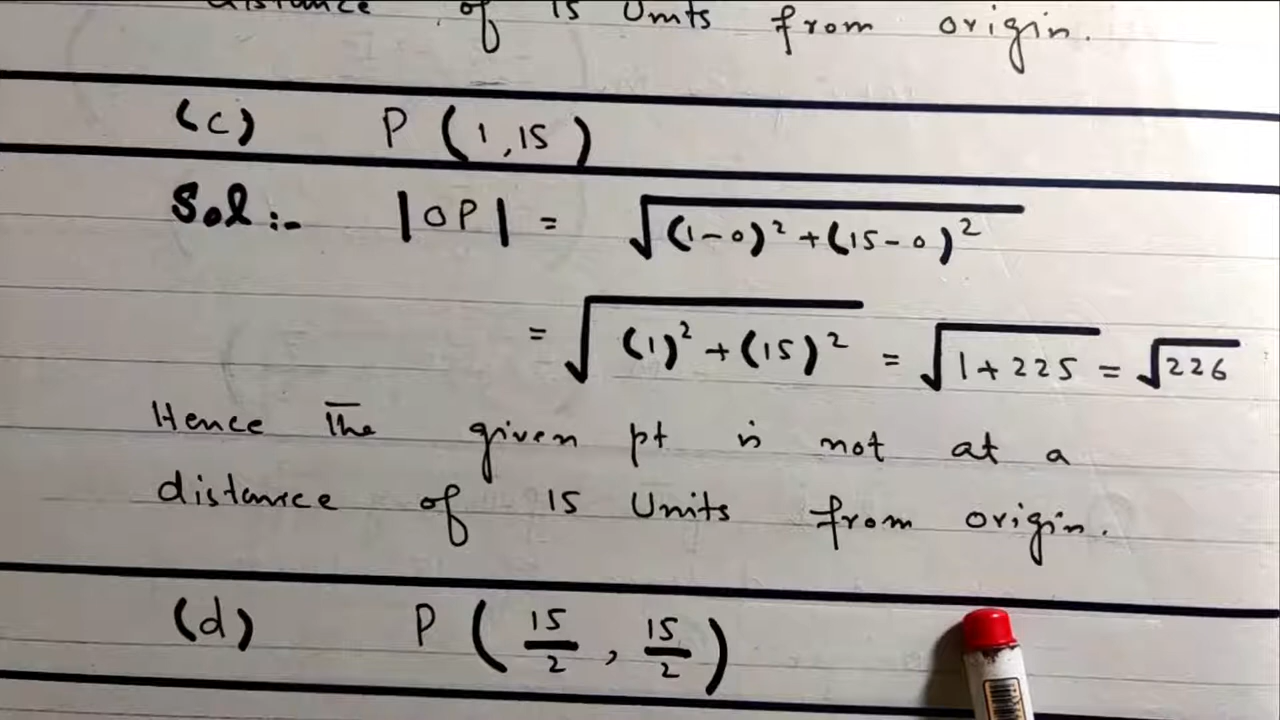 distance of 15 Units from origin.
(c) P (1,15)
Sol:- |OP| = √(1-0)² + (15-0)²
= √(1)² + (15)² = √1+225 = √226
Hence The given pt is not at a
distance of 15 Units from origin.
(d) P (15/2, 15/2)